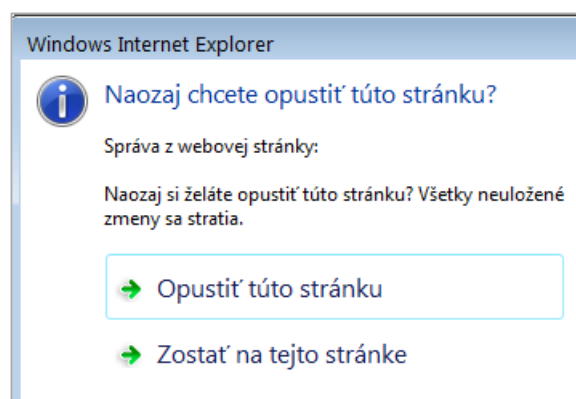 Windows Internet Explorer
Naozaj chcete opustiť túto stránku?
Správa z webovej stránky:
Naozaj si želáte opustiť túto stránku? Všetky neuložené
zmeny sa stratia.
Opustiť túto stránku
Zostať na tejto stránke